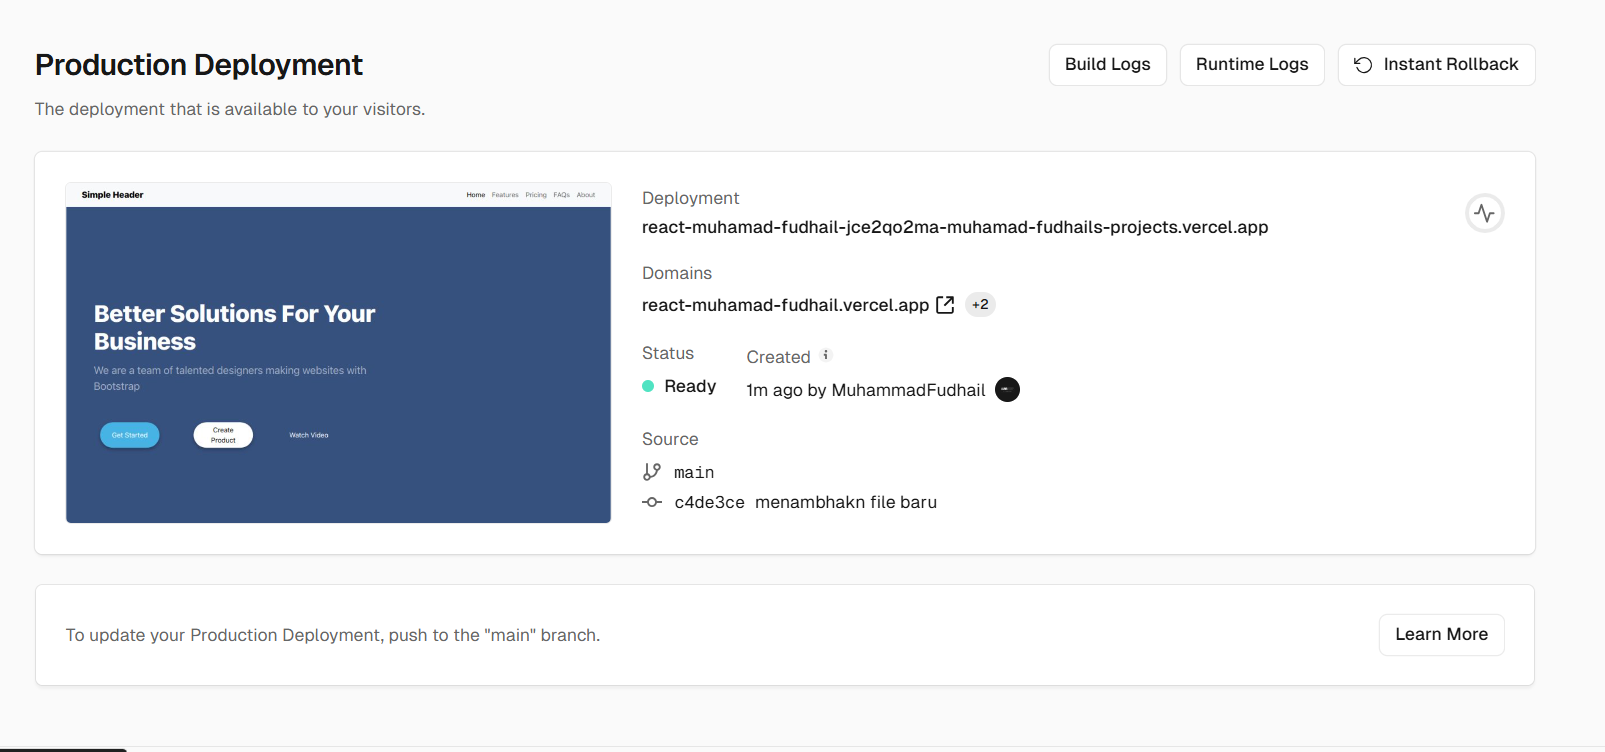 Production Deployment
Build Logs
Runtime Logs
Instant Rollback
The deployment that is available to your visitors.
Simple Header
Home Features Pricing FAQs About
Better Solutions For Your
Business
We are a team of talented designers making websites with
Bootstrap
Get Started
Create
Product
Watch Video
Deployment
react-muhamad-fudhail-jce2qo2ma-muhamad-fudhails-projects.vercel.app
Domains
react-muhamad-fudhail.vercel.app +2
Status
Ready
Created
1m ago by MuhammadFudhail
Source
main
c4de3ce menambhakn file baru
To update your Production Deployment, push to the "main" branch.
Learn More